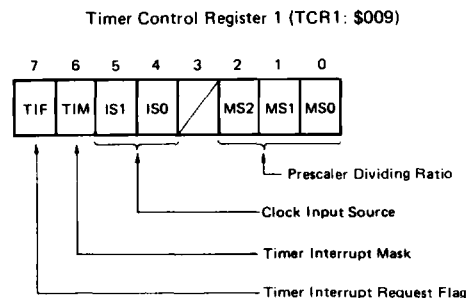 Timer Control Register 1 (TCR1: $009)
7 6 5 4 3 2 1 0
TIF TIM IS1 IS0 MS2 MS1 MS0
Prescaler Dividing Ratio
Clock Input Source
Timer Interrupt Mask
Timer Interrupt Request Flag